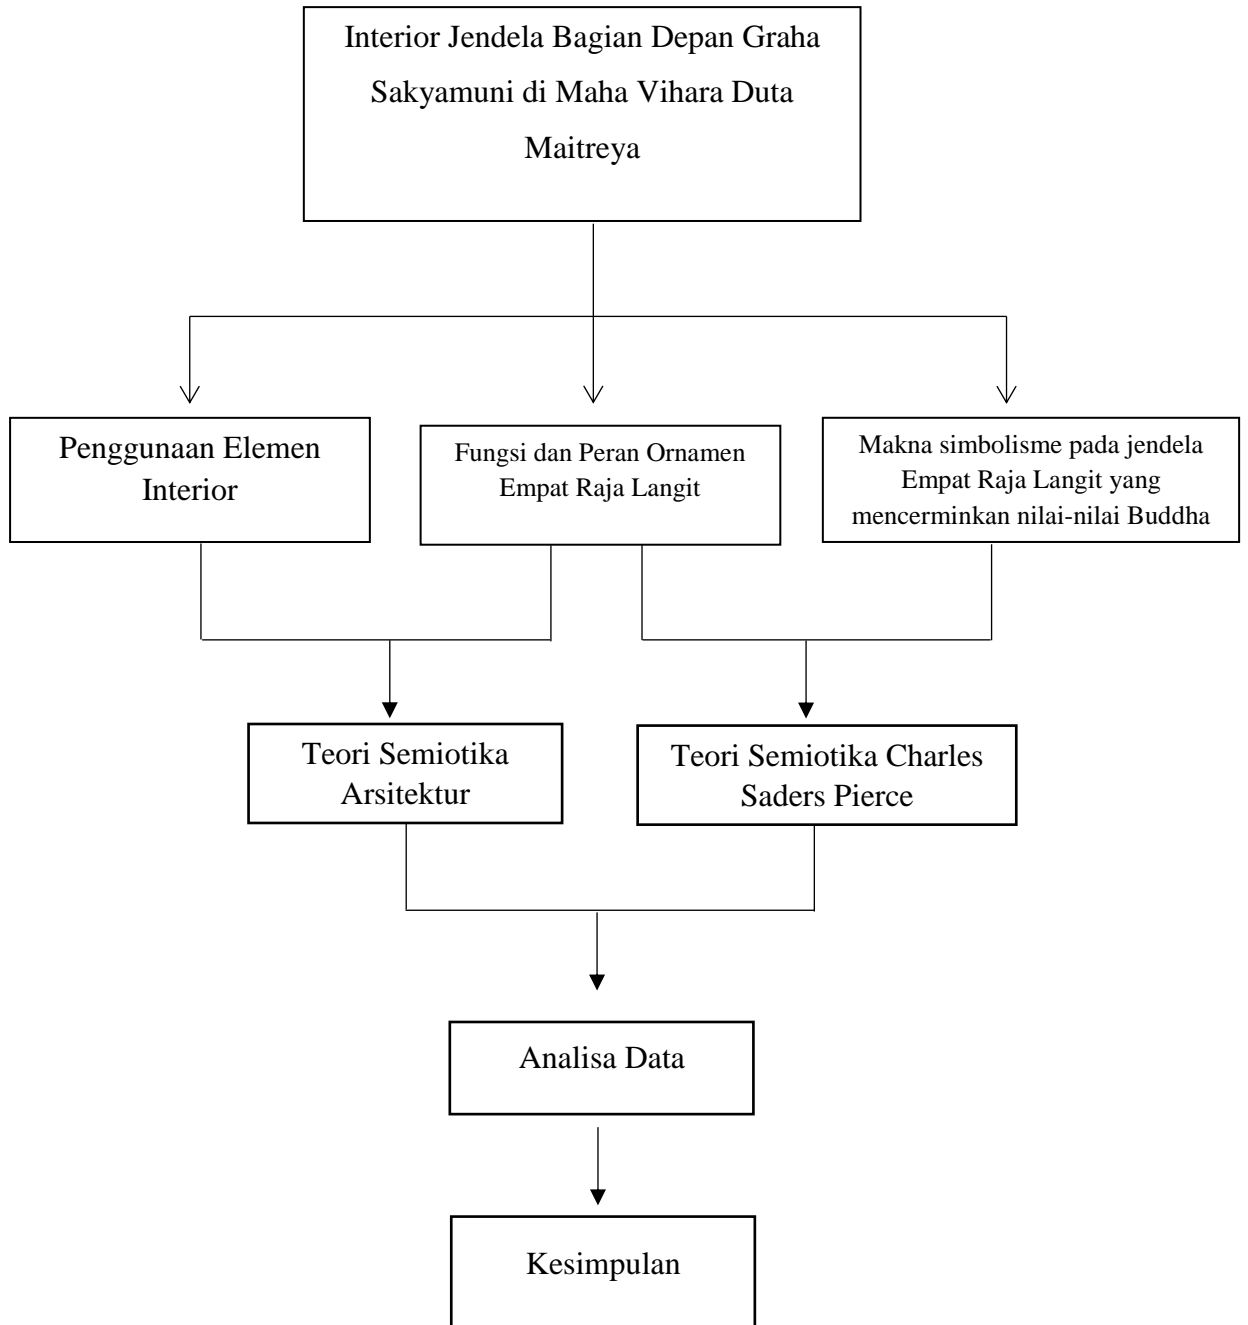 Interior Jendela Bagian Depan Graha
Sakyamuni di Maha Vihara Duta
Maitreya
Penggunaan Elemen
Interior
Fungsi dan Peran Ornamen
Empat Raja Langit
Makna simbolisme pada jendela
Empat Raja Langit yang
mencerminkan nilai-nilai Buddha
Teori Semiotika
Arsitektur
Teori Semiotika Charles
Saders Pierce
Analisa Data
Kesimpulan